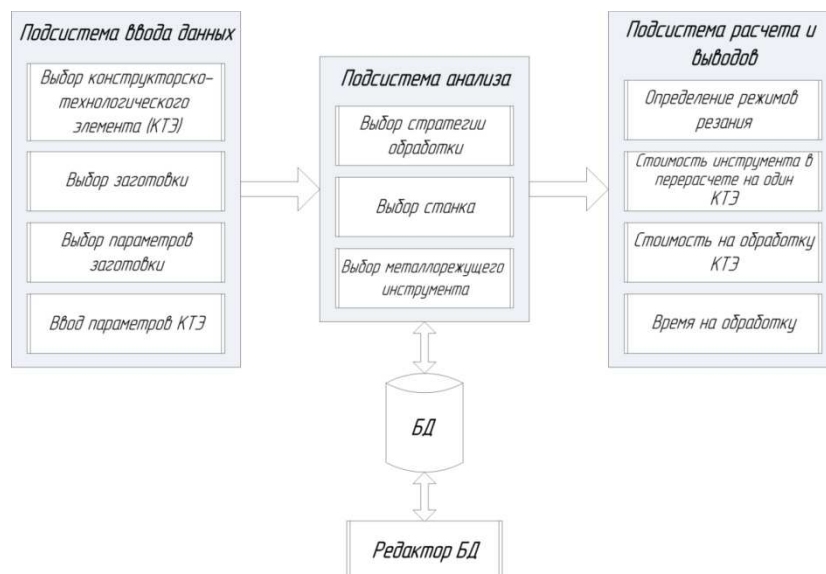 Подсистема ввода данных
Выбор конструкторско-
технологического
элемента (КТЭ)
Выбор заготовки
Выбор параметров
заготовки
Ввод параметров КТЭ
Подсистема анализа
Выбор стратегии
обработки
Выбор станка
Выбор металлорежущего
инструмента
БД
Редактор БД
Подсистема расчета и
выводов
Определение режимов
резания
Стоимость инструмента в
перерасчете на один
КТЭ
Стоимость на обработку
КТЭ
Время на обработку